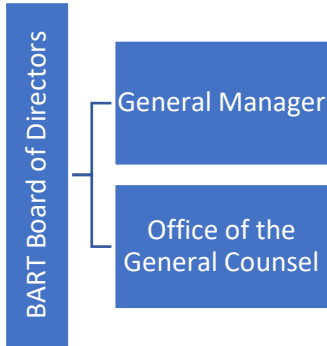 BART Board of Directors
General Manager
Office of the
General Counsel